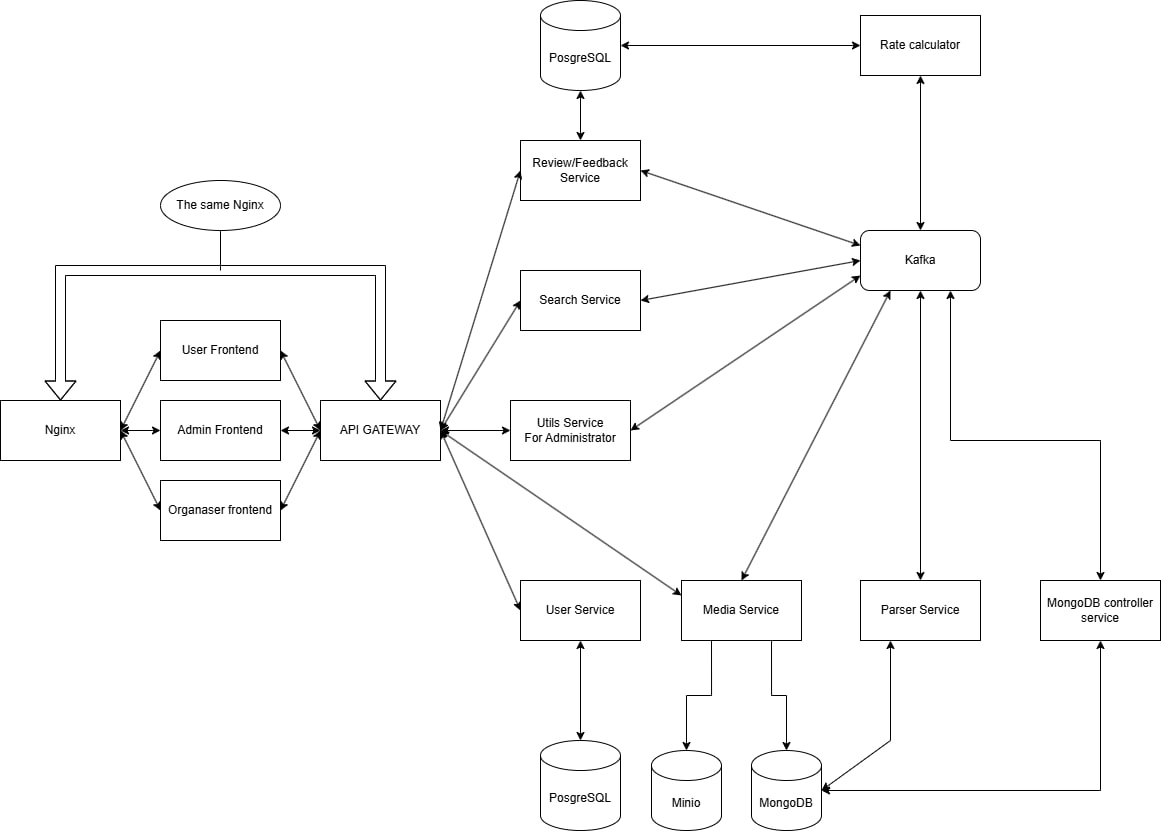 PosgreSQL
Rate calculator
Review/Feedback
Service
The same Nginx
Kafka
Search Service
User Frontend
Nginx
Admin Frontend
API GATEWAY
Utils Service
For Administrator
Organaser frontend
User Service
Media Service
Parser Service
MongoDB controller
service
PosgreSQL
Minio
MongoDB